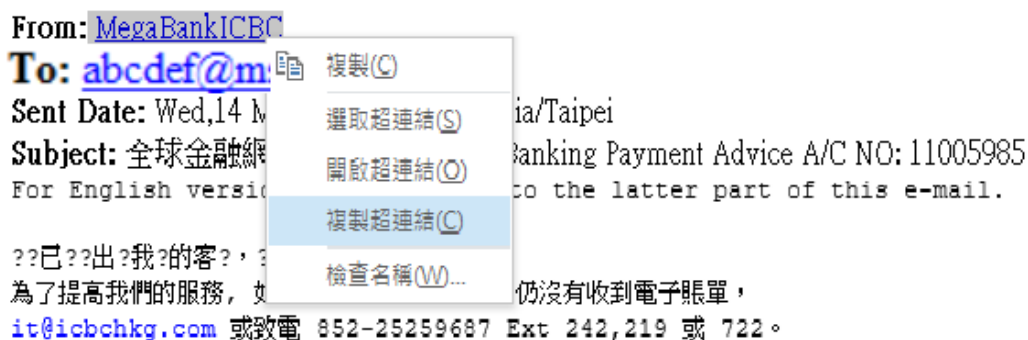 From: MegaBankICBC
To: abcdef@m
Sent Date: Wed,14 M ia/Taipei
Subject: 全球金融網 Banking Payment Advice A/C NO: 11005985
For English versi to the latter part of this e-mail.
??已??出?我?的客?，?
為了提高我們的服務, 如 仍沒有收到電子賬單，
it@icbchkg.com 或致電 852-25259687 Ext 242,219 或 722。
複製(C)
選取超連結(S)
開啟超連結(O)
複製超連結(C)
檢查名稱(W)...